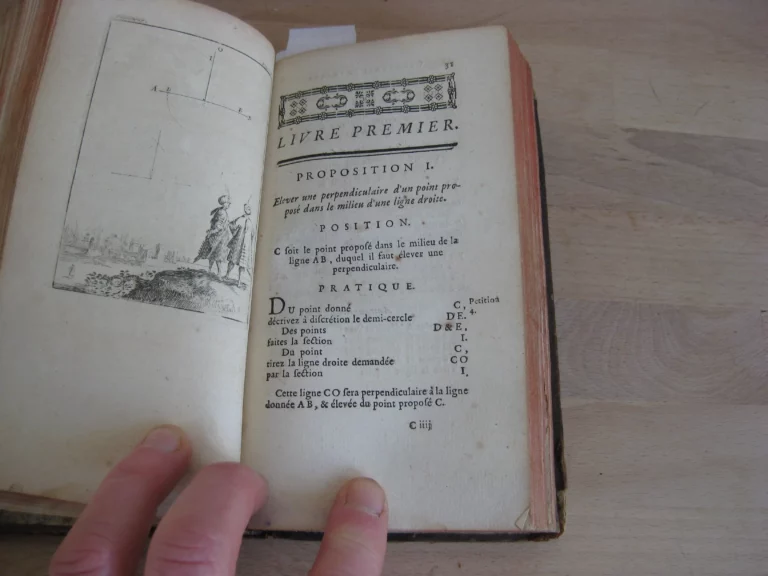 O
I
A
E
32
LIVRE PREMIER.
PROPOSITION I.
Elever une perpendiculaire d'un point pro-
posé dans le milieu d'une ligne droite.
POSITION.
C soit le point proposé dans le milieu de la
ligne AB, duquel il faut élever une
perpendiculaire.
PRATIQUE.
DU point donné C, Petition
décrivez à discrétion le demi-cercle DE. 4.
Des points D & E,
faites la section I.
Du point C,
tirez la ligne droite demandée CO
par la section I.
Cette ligne CO sera perpendiculaire à la ligne
donnée AB, & élevée du point proposé C.
C iiij